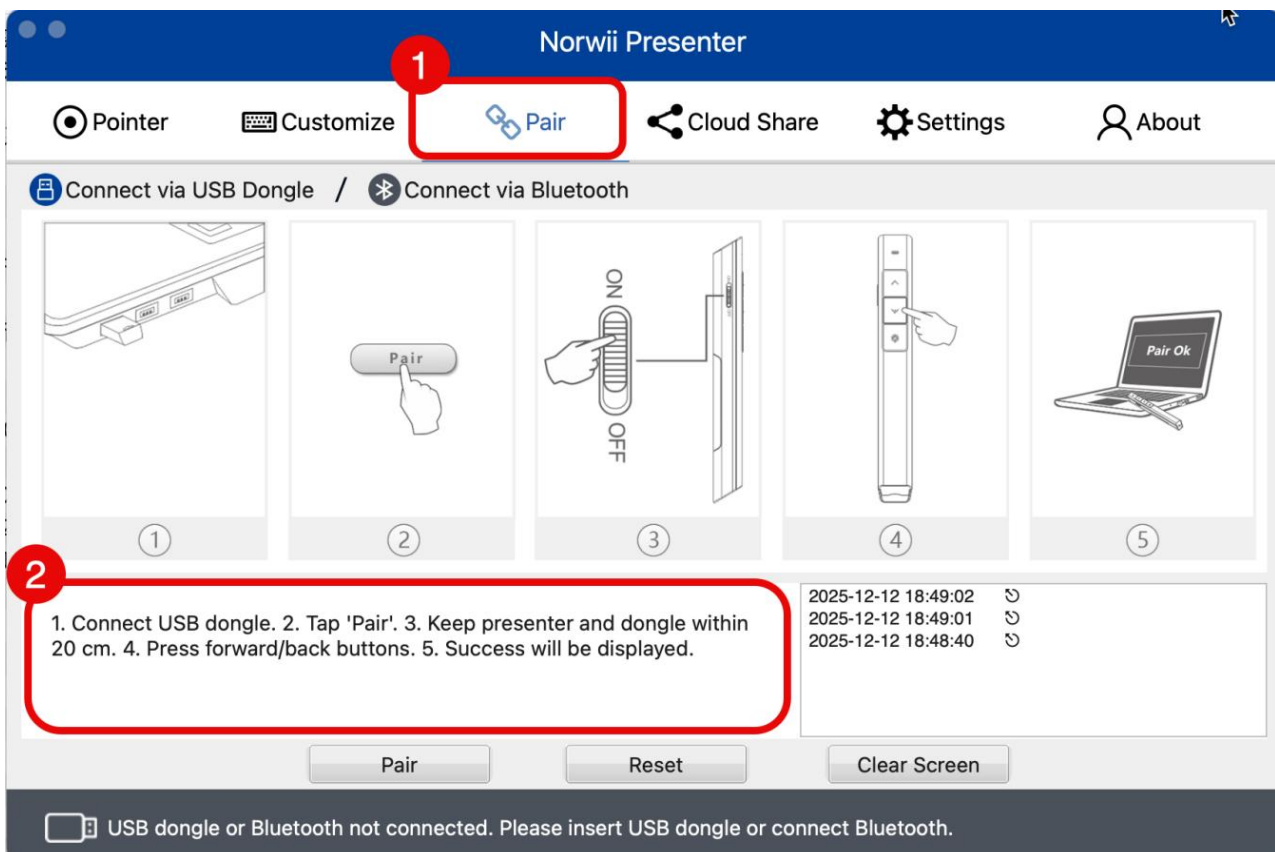 Norwii Presenter
1
Pointer
Customize
Pair
Cloud Share
Settings
About
Connect via USB Dongle / Connect via Bluetooth
Pair
ON
OFF
Pair Ok
1
2
3
4
5
2
1. Connect USB dongle. 2. Tap 'Pair'. 3. Keep presenter and dongle within
20 cm. 4. Press forward/back buttons. 5. Success will be displayed.
2025-12-12 18:49:02
2025-12-12 18:49:01
2025-12-12 18:48:40
Pair
Reset
Clear Screen
USB dongle or Bluetooth not connected. Please insert USB dongle or connect Bluetooth.